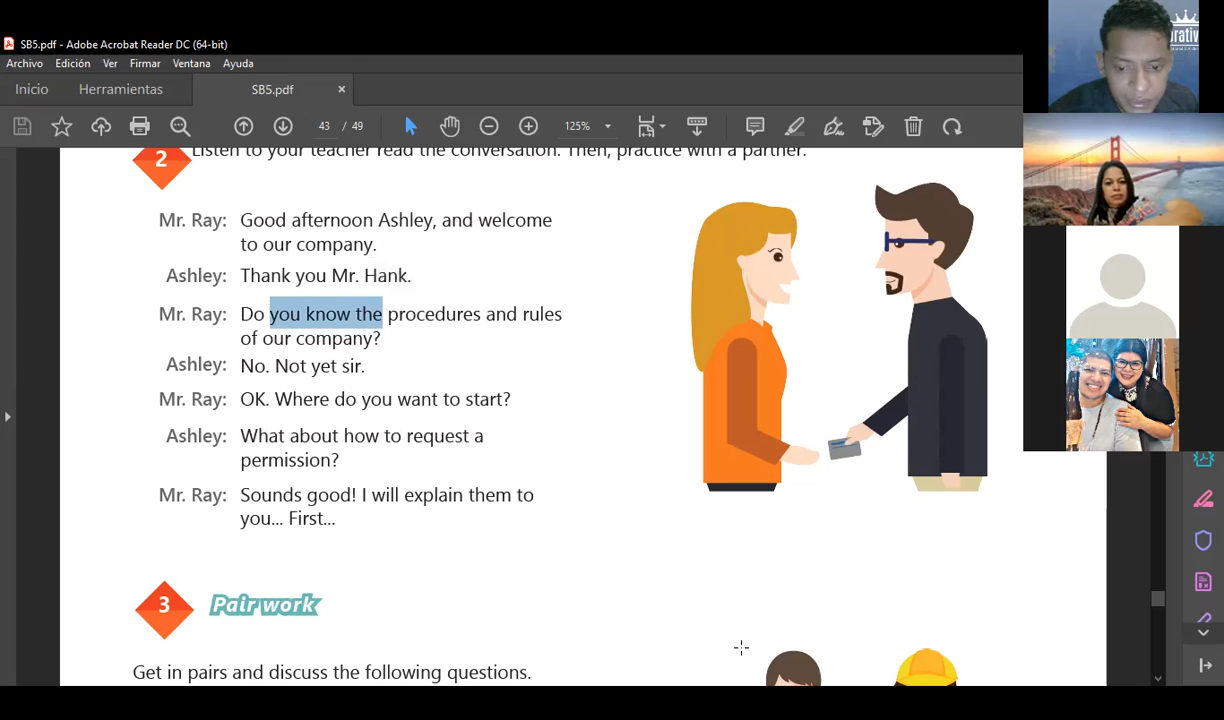 SB5.pdf - Adobe Acrobat Reader DC (64-bit)
Archivo Edición Ver Firmar Ventana Ayuda
Inicio Herramientas SB5.pdf ×
43 / 49 125%
2 Listen to your teacher read the conversation. Then, practice with a partner.
Mr. Ray: Good afternoon Ashley, and welcome
to our company.
Ashley: Thank you Mr. Hank.
Mr. Ray: Do you know the procedures and rules
of our company?
Ashley: No. Not yet sir.
Mr. Ray: OK. Where do you want to start?
Ashley: What about how to request a
permission?
Mr. Ray: Sounds good! I will explain them to
you... First...
3 Pair work
Get in pairs and discuss the following questions.